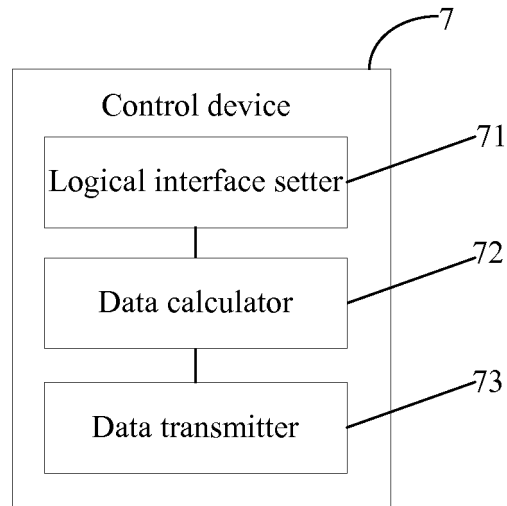 7
Control device
71
Logical interface setter
72
Data calculator
73
Data transmitter